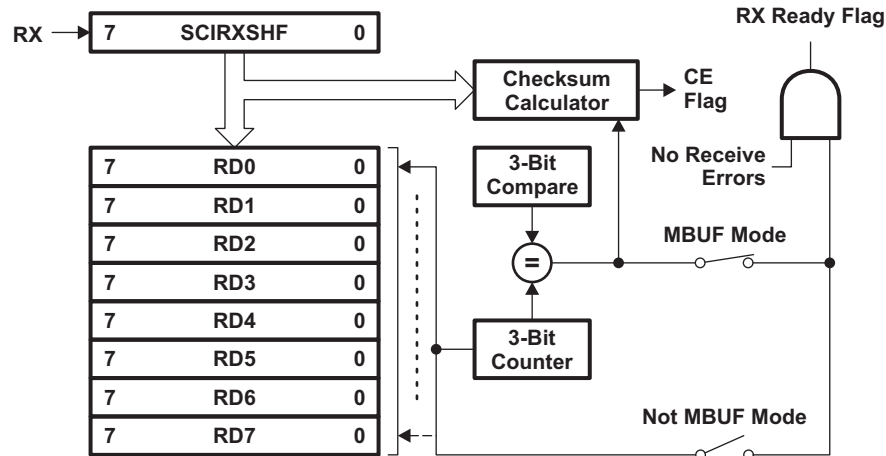 RX Ready Flag
RX
7 SCIRXSHF 0
Checksum
Calculator
CE
Flag
No Receive
Errors
7 RD0 0
7 RD1 0
7 RD2 0
7 RD3 0
7 RD4 0
7 RD5 0
7 RD6 0
7 RD7 0
3-Bit
Compare
=
MBUF Mode
3-Bit
Counter
Not MBUF Mode